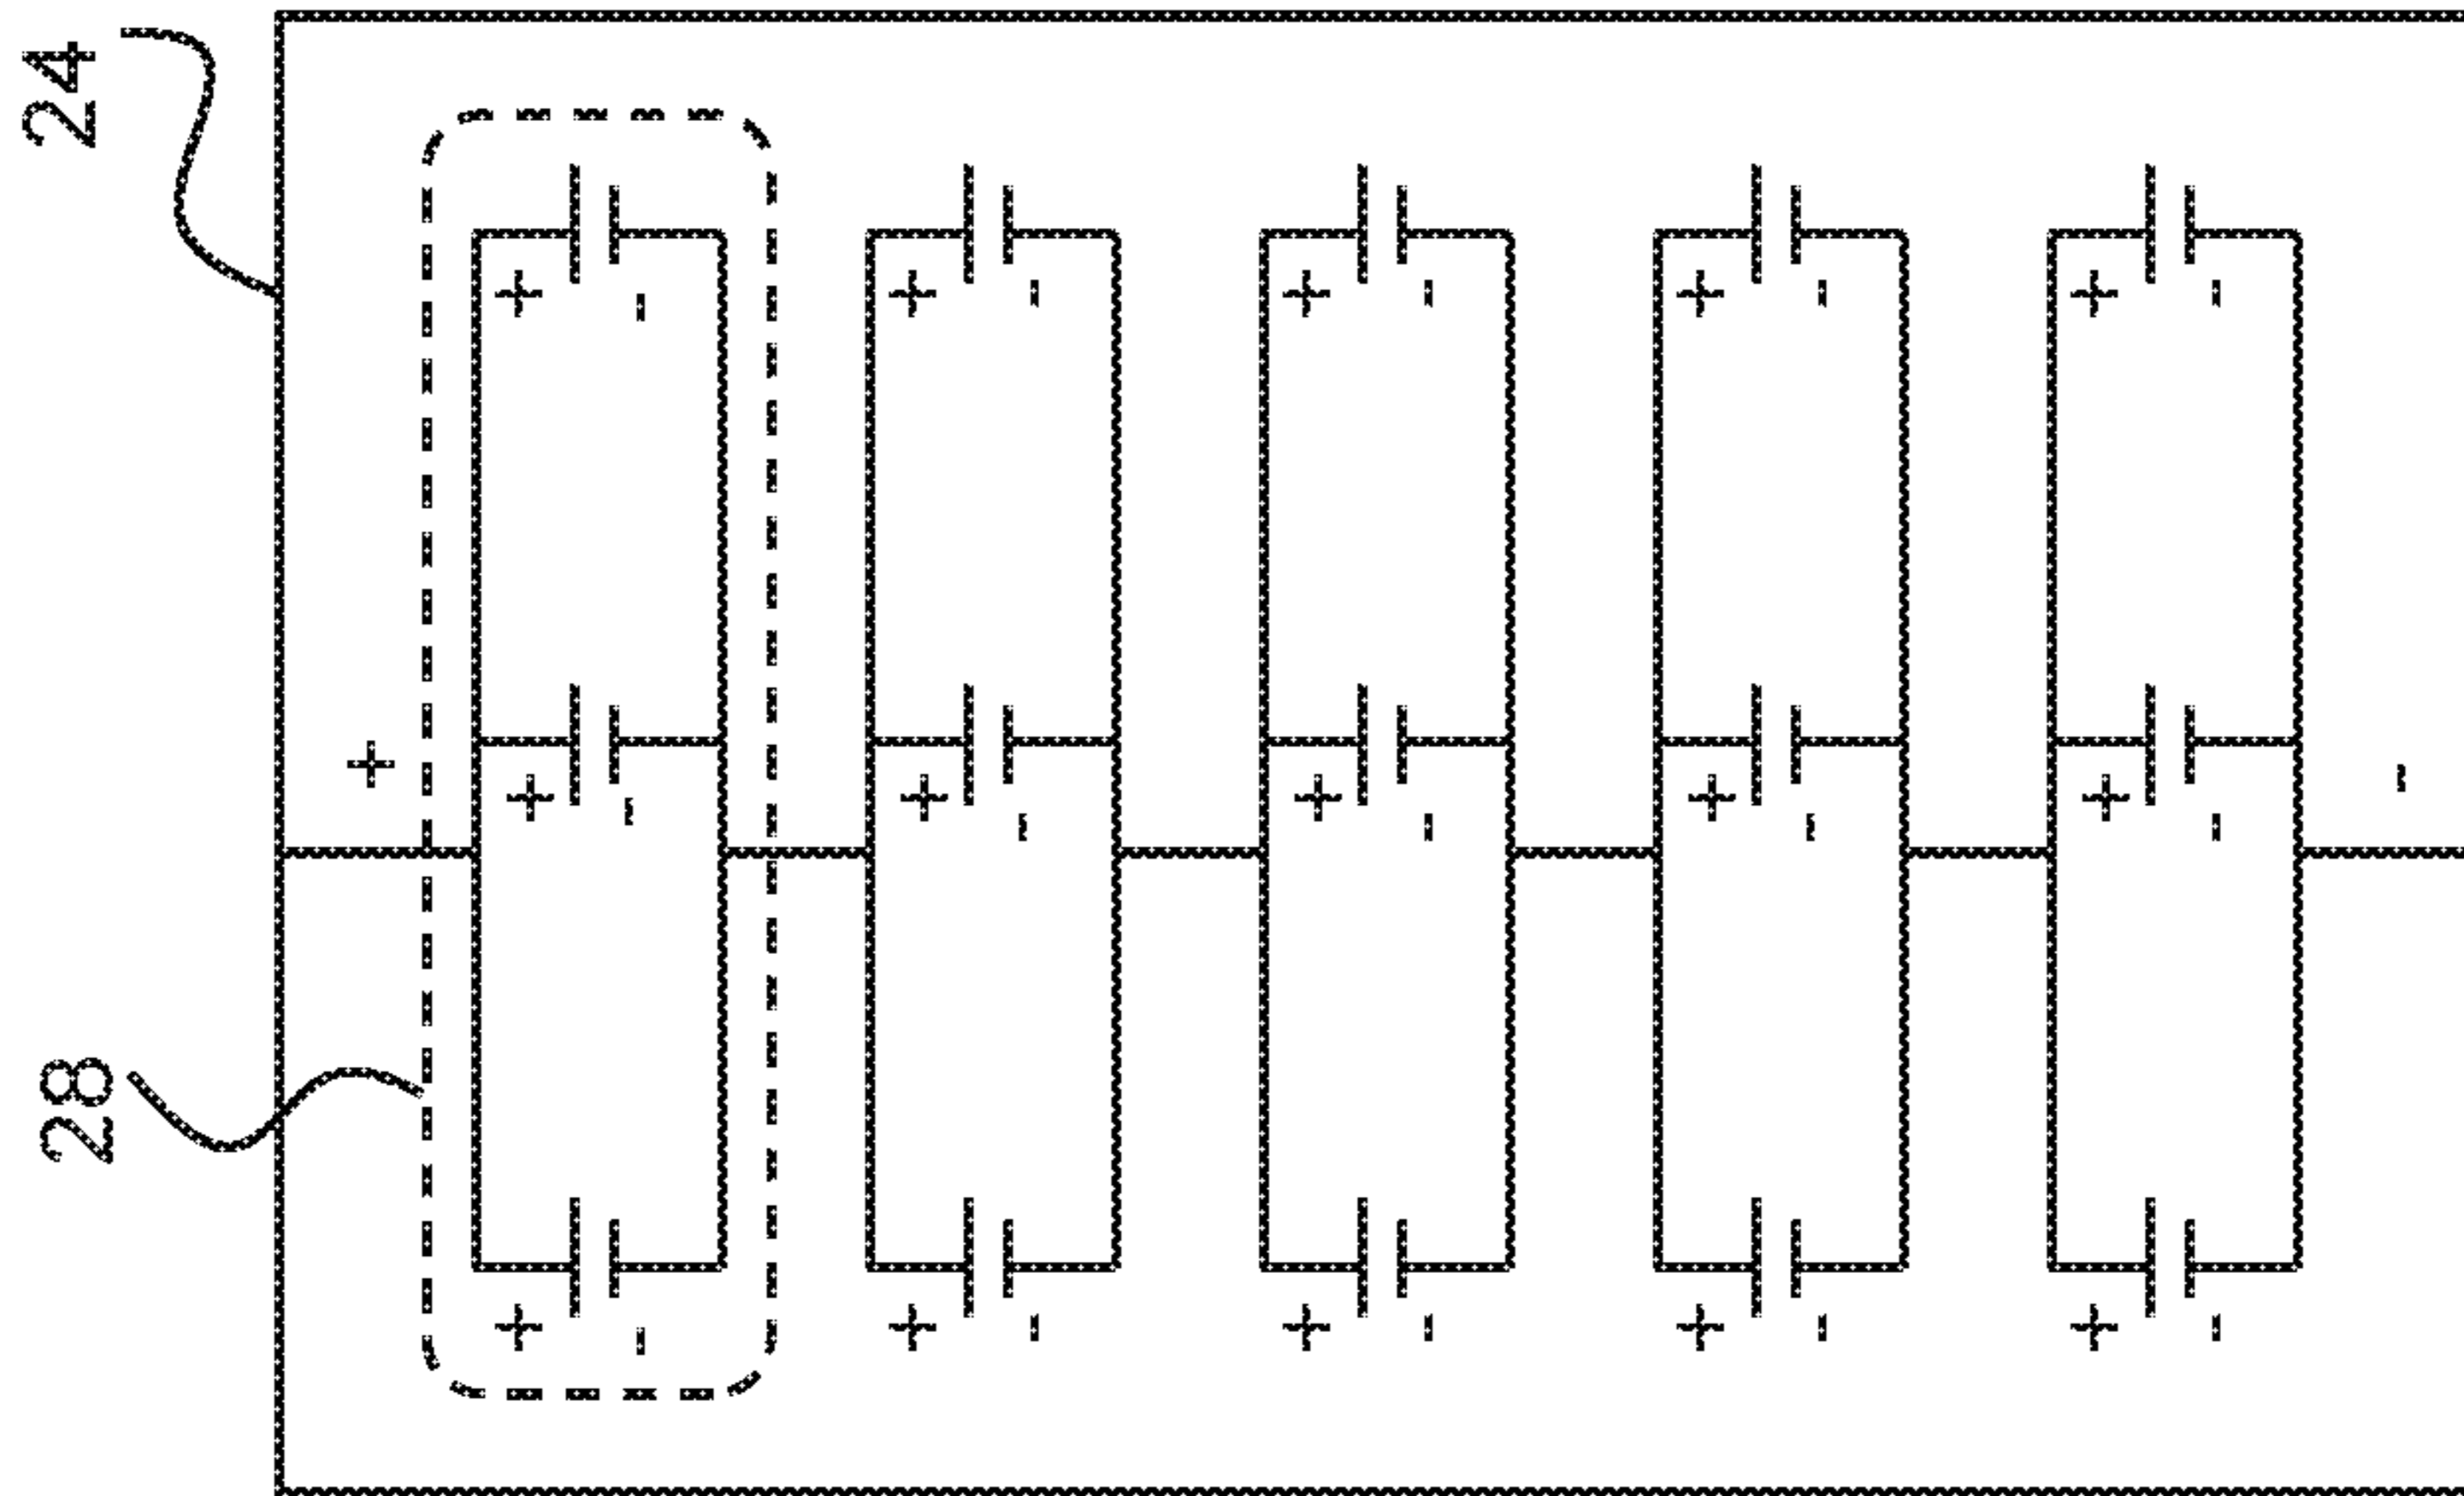 24
28
+
-
+ + + + +
- - - - -
+ + + + +
- - - - -
+ + + + +
- - - - -